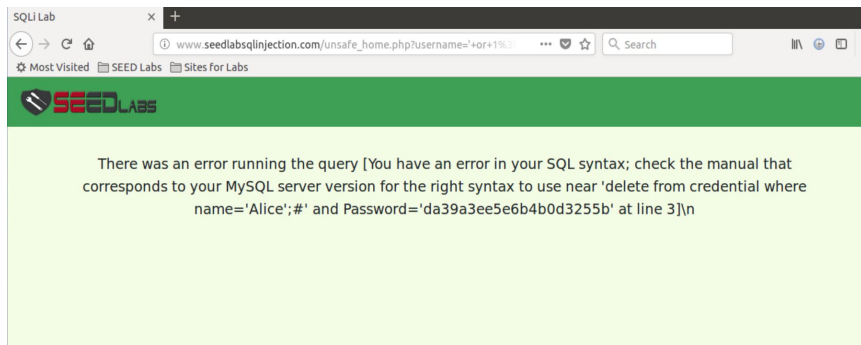 SQLi Lab
www.seedlabsqlinjection.com/unsafe_home.php?username='+or+1%3
Search
Most Visited SEED Labs Sites for Labs
SEEDLABS
There was an error running the query [You have an error in your SQL syntax; check the manual that
corresponds to your MySQL server version for the right syntax to use near 'delete from credential where
name='Alice';#' and Password='da39a3ee5e6b4b0d3255b' at line 3]\n